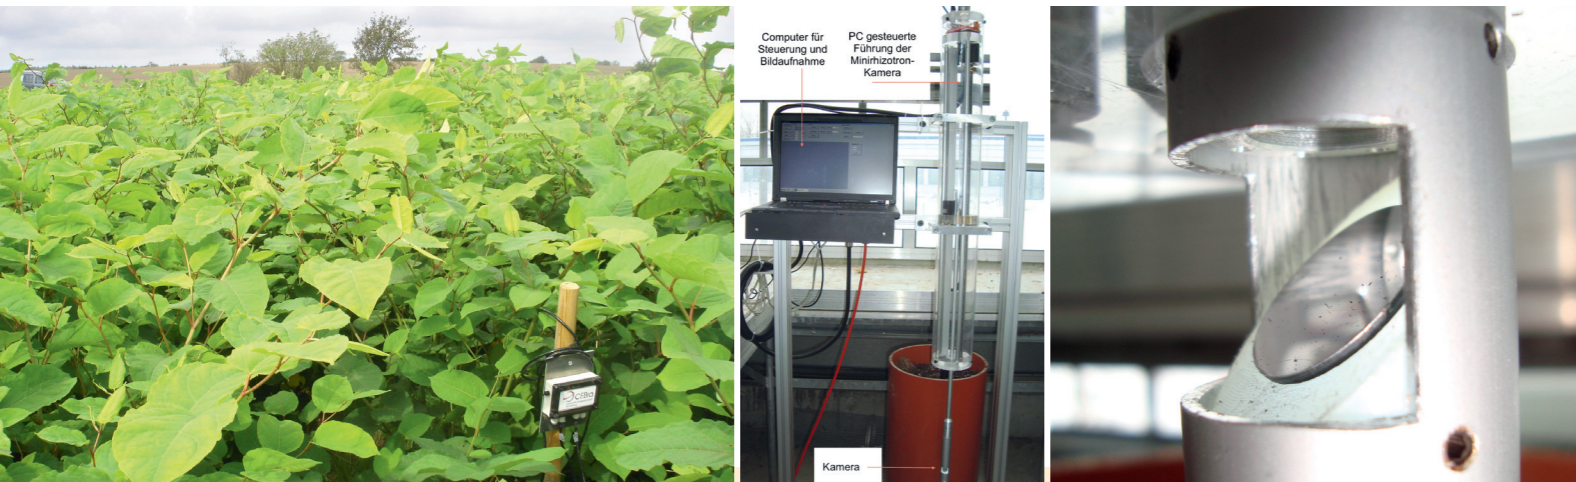 Computer für
Steuerung und
Bildaufnahme
PC gesteuerte
Führung der
Minirhizotron-
Kamera
Kamera